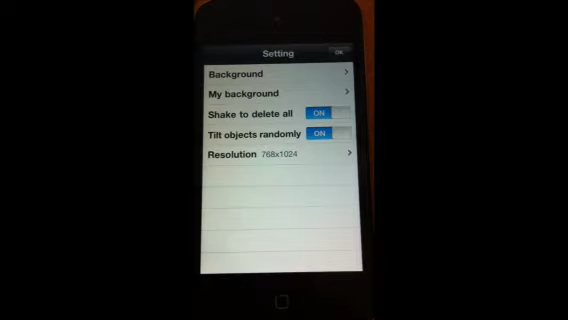 Setting
OK
Background
My background
Shake to delete all ON
Tilt objects randomly ON
Resolution 768x1024